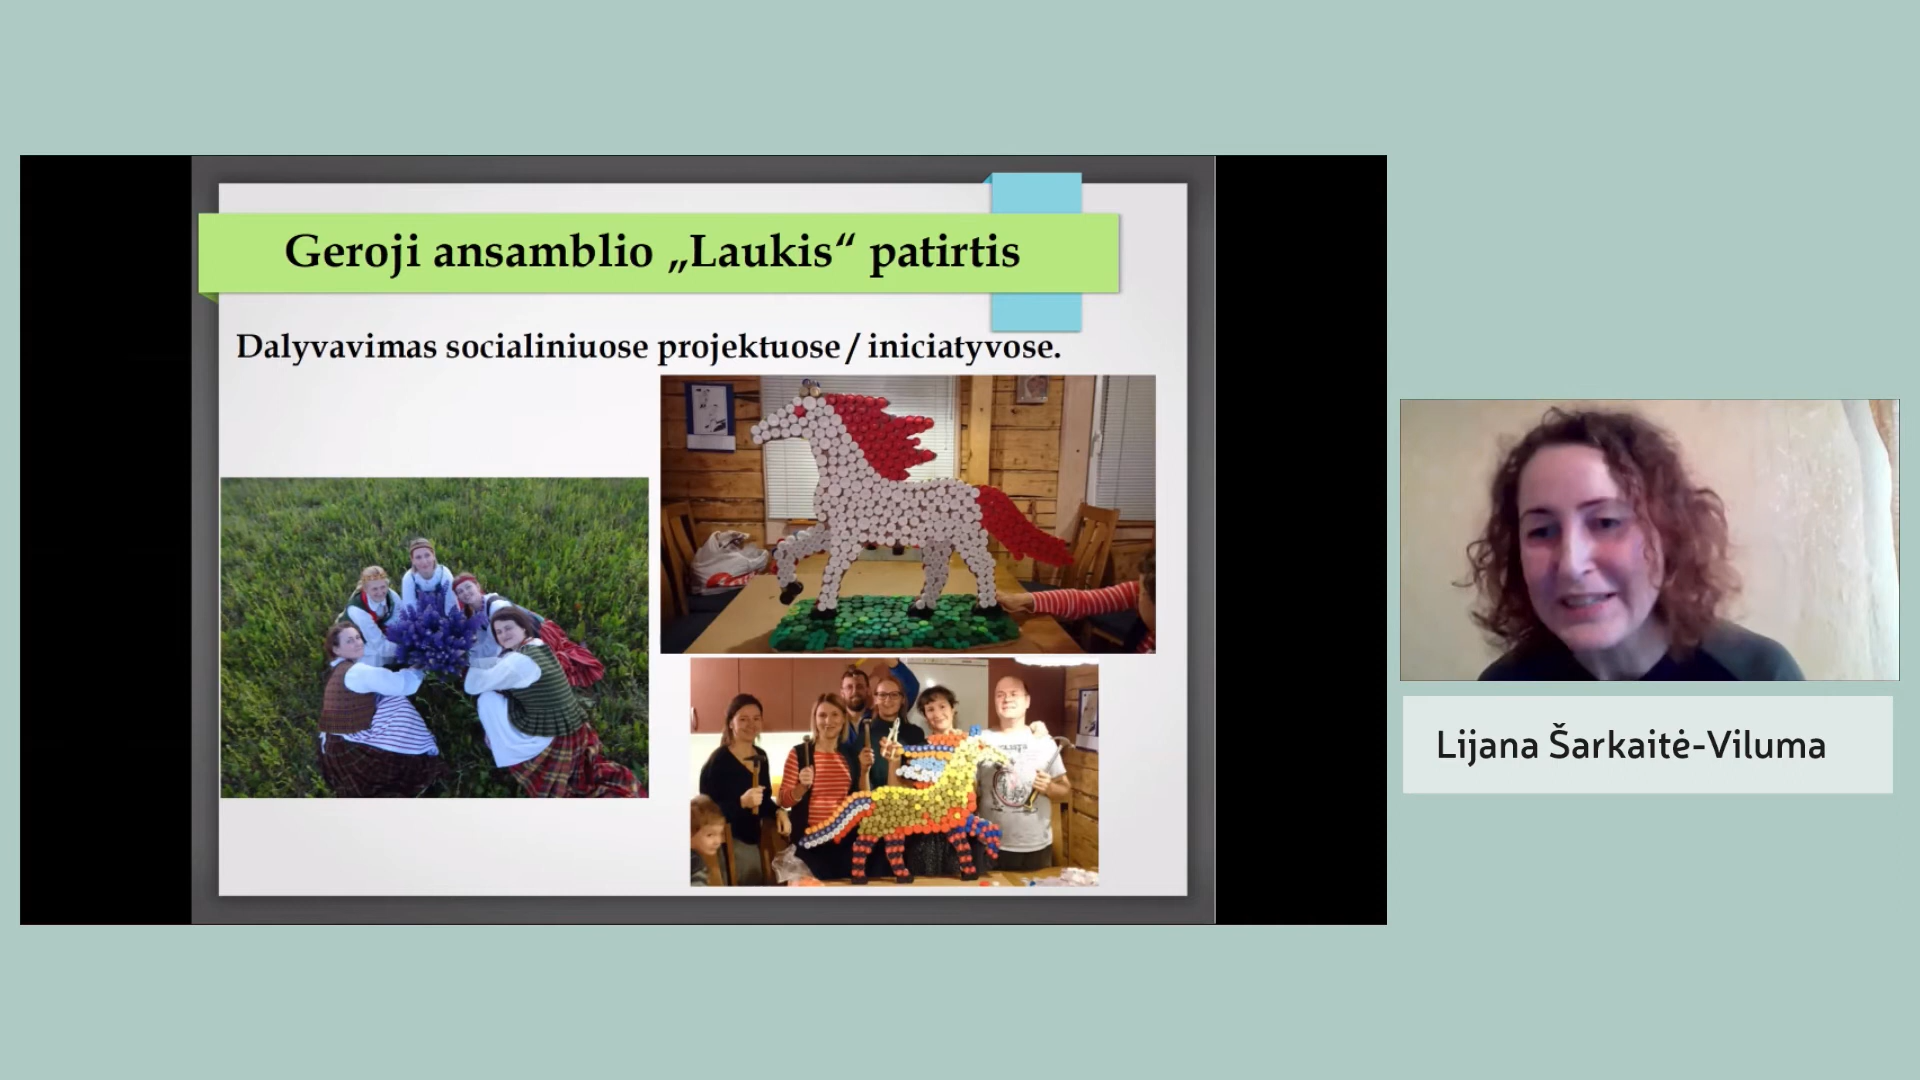 Geroji ansamblio „Laukis“ patirtis
Dalyvavimas socialiniuose projektuose / iniciatyvose.
Lijana Šarkaitė-Viluma